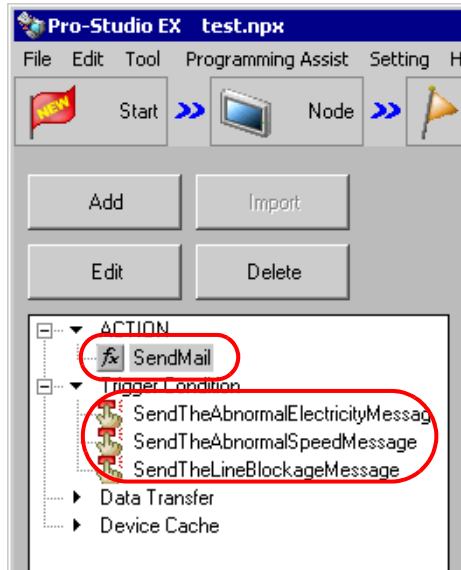 Pro-Studio EX test.npx
File Edit Tool Programming Assist Setting H
NEW Start Node
Add Import
Edit Delete
ACTION
fx SendMail
Trigger Condition
SendTheAbnormalElectricityMessag
SendTheAbnormalSpeedMessage
SendTheLineBlockageMessage
Data Transfer
Device Cache